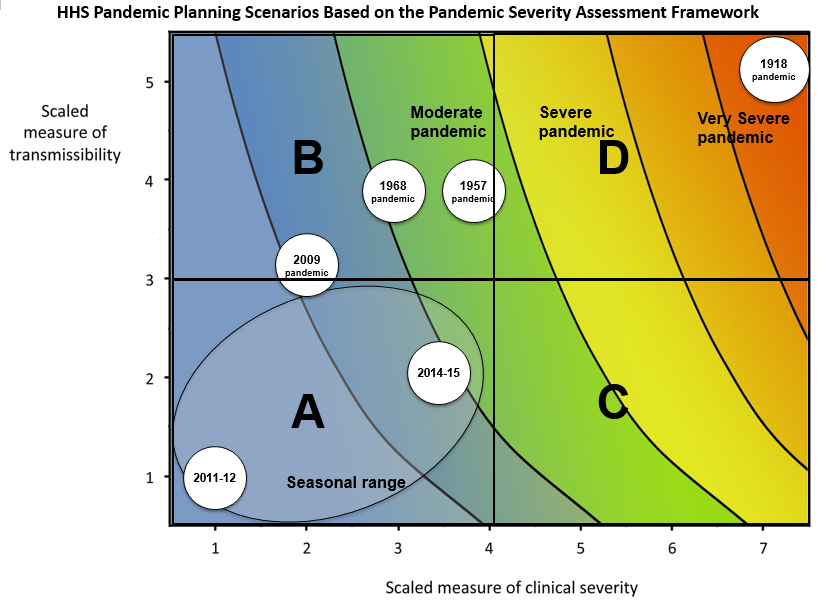 HHS Pandemic Planning Scenarios Based on the Pandemic Severity Assessment Framework
Scaled
measure of
transmissibility
5
4
3
2
1
1918
pandemic
Moderate
pandemic
Severe
pandemic
Very Severe
pandemic
B
D
1968
pandemic
1957
pandemic
2009
pandemic
2014-15
A
C
2011-12
Seasonal range
1
2
3
4
5
6
7
Scaled measure of clinical severity